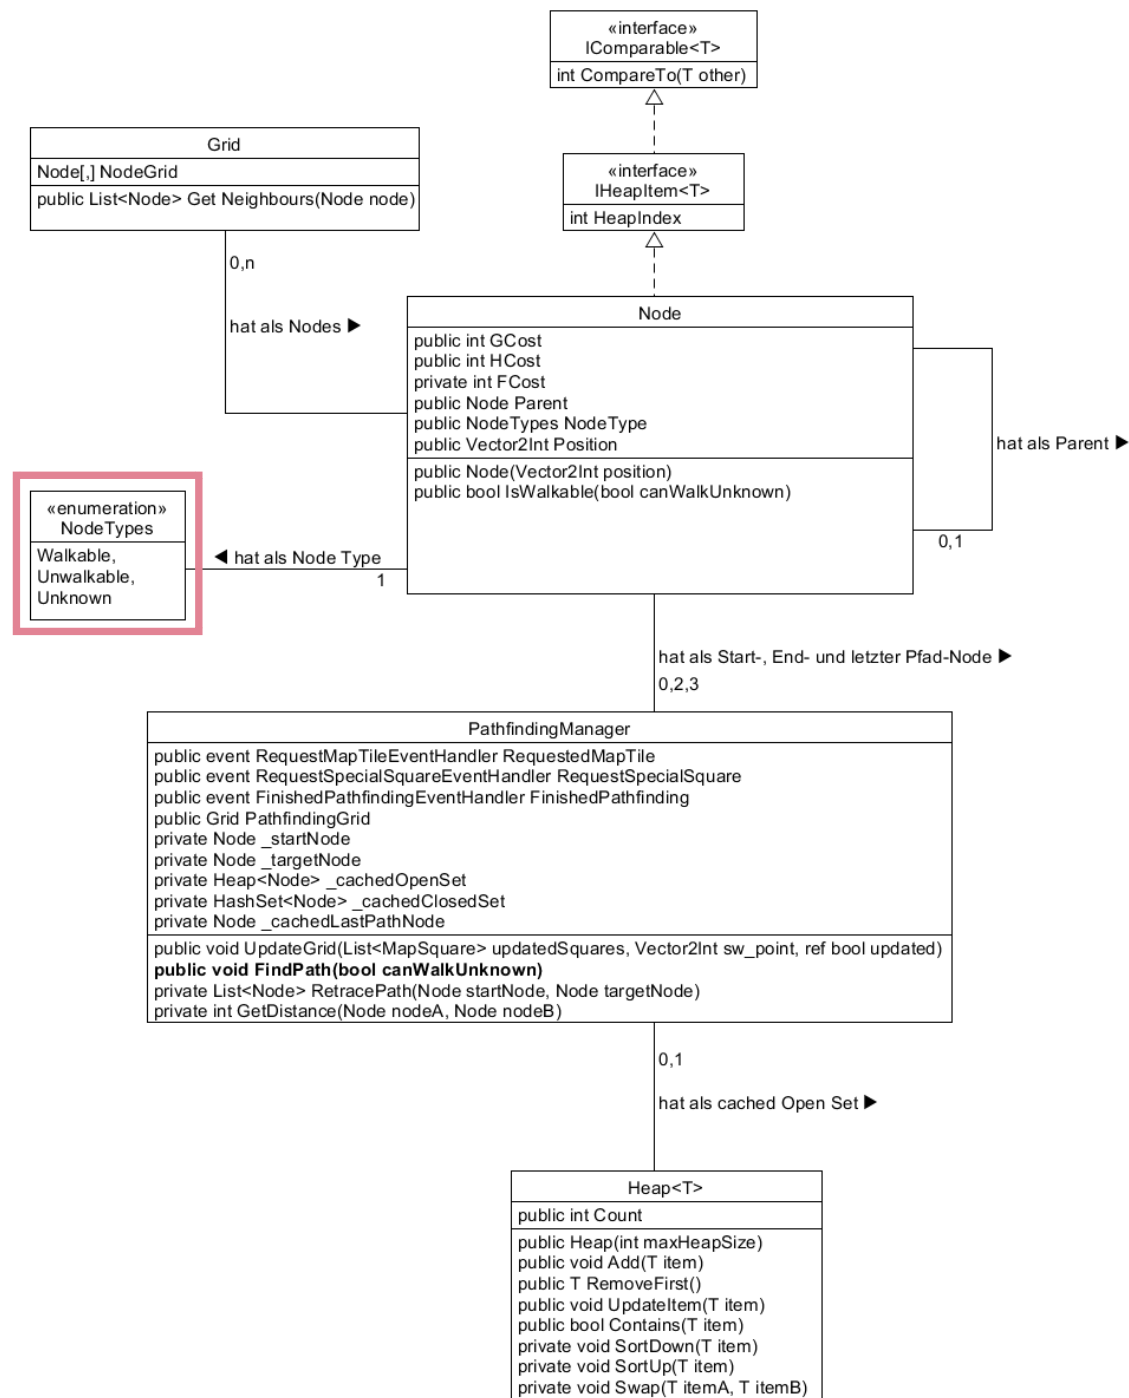 «interface»
IComparable<T>
int CompareTo(T other)
Grid
Node[,] NodeGrid
public List<Node> Get Neighbours(Node node)
«interface»
IHeapItem<T>
int HeapIndex
0,n
hat als Nodes ▶
Node
public int GCost
public int HCost
private int FCost
public Node Parent
public NodeTypes NodeType
public Vector2Int Position
public Node(Vector2Int position)
public bool IsWalkable(bool canWalkUnknown)
hat als Parent ▶
0,1
«enumeration»
NodeTypes
Walkable,
Unwalkable,
Unknown
◀ hat als Node Type
1
hat als Start-, End- und letzter Pfad-Node ▶
0,2,3
PathfindingManager
public event RequestMapTileEventHandler RequestedMapTile
public event RequestSpecialSquareEventHandler RequestSpecialSquare
public event FinishedPathfindingEventHandler FinishedPathfinding
public Grid PathfindingGrid
private Node _startNode
private Node _targetNode
private Heap<Node> _cachedOpenSet
private HashSet<Node> _cachedClosedSet
private Node _cachedLastPathNode
public void UpdateGrid(List<MapSquare> updatedSquares, Vector2Int sw_point, ref bool updated)
public void FindPath(bool canWalkUnknown)
private List<Node> RetracePath(Node startNode, Node targetNode)
private int GetDistance(Node nodeA, Node nodeB)
0,1
hat als cached Open Set ▶
Heap<T>
public int Count
public Heap(int maxHeapSize)
public void Add(T item)
public T RemoveFirst()
public void UpdateItem(T item)
public bool Contains(T item)
private void SortDown(T item)
private void SortUp(T item)
private void Swap(T itemA, T itemB)